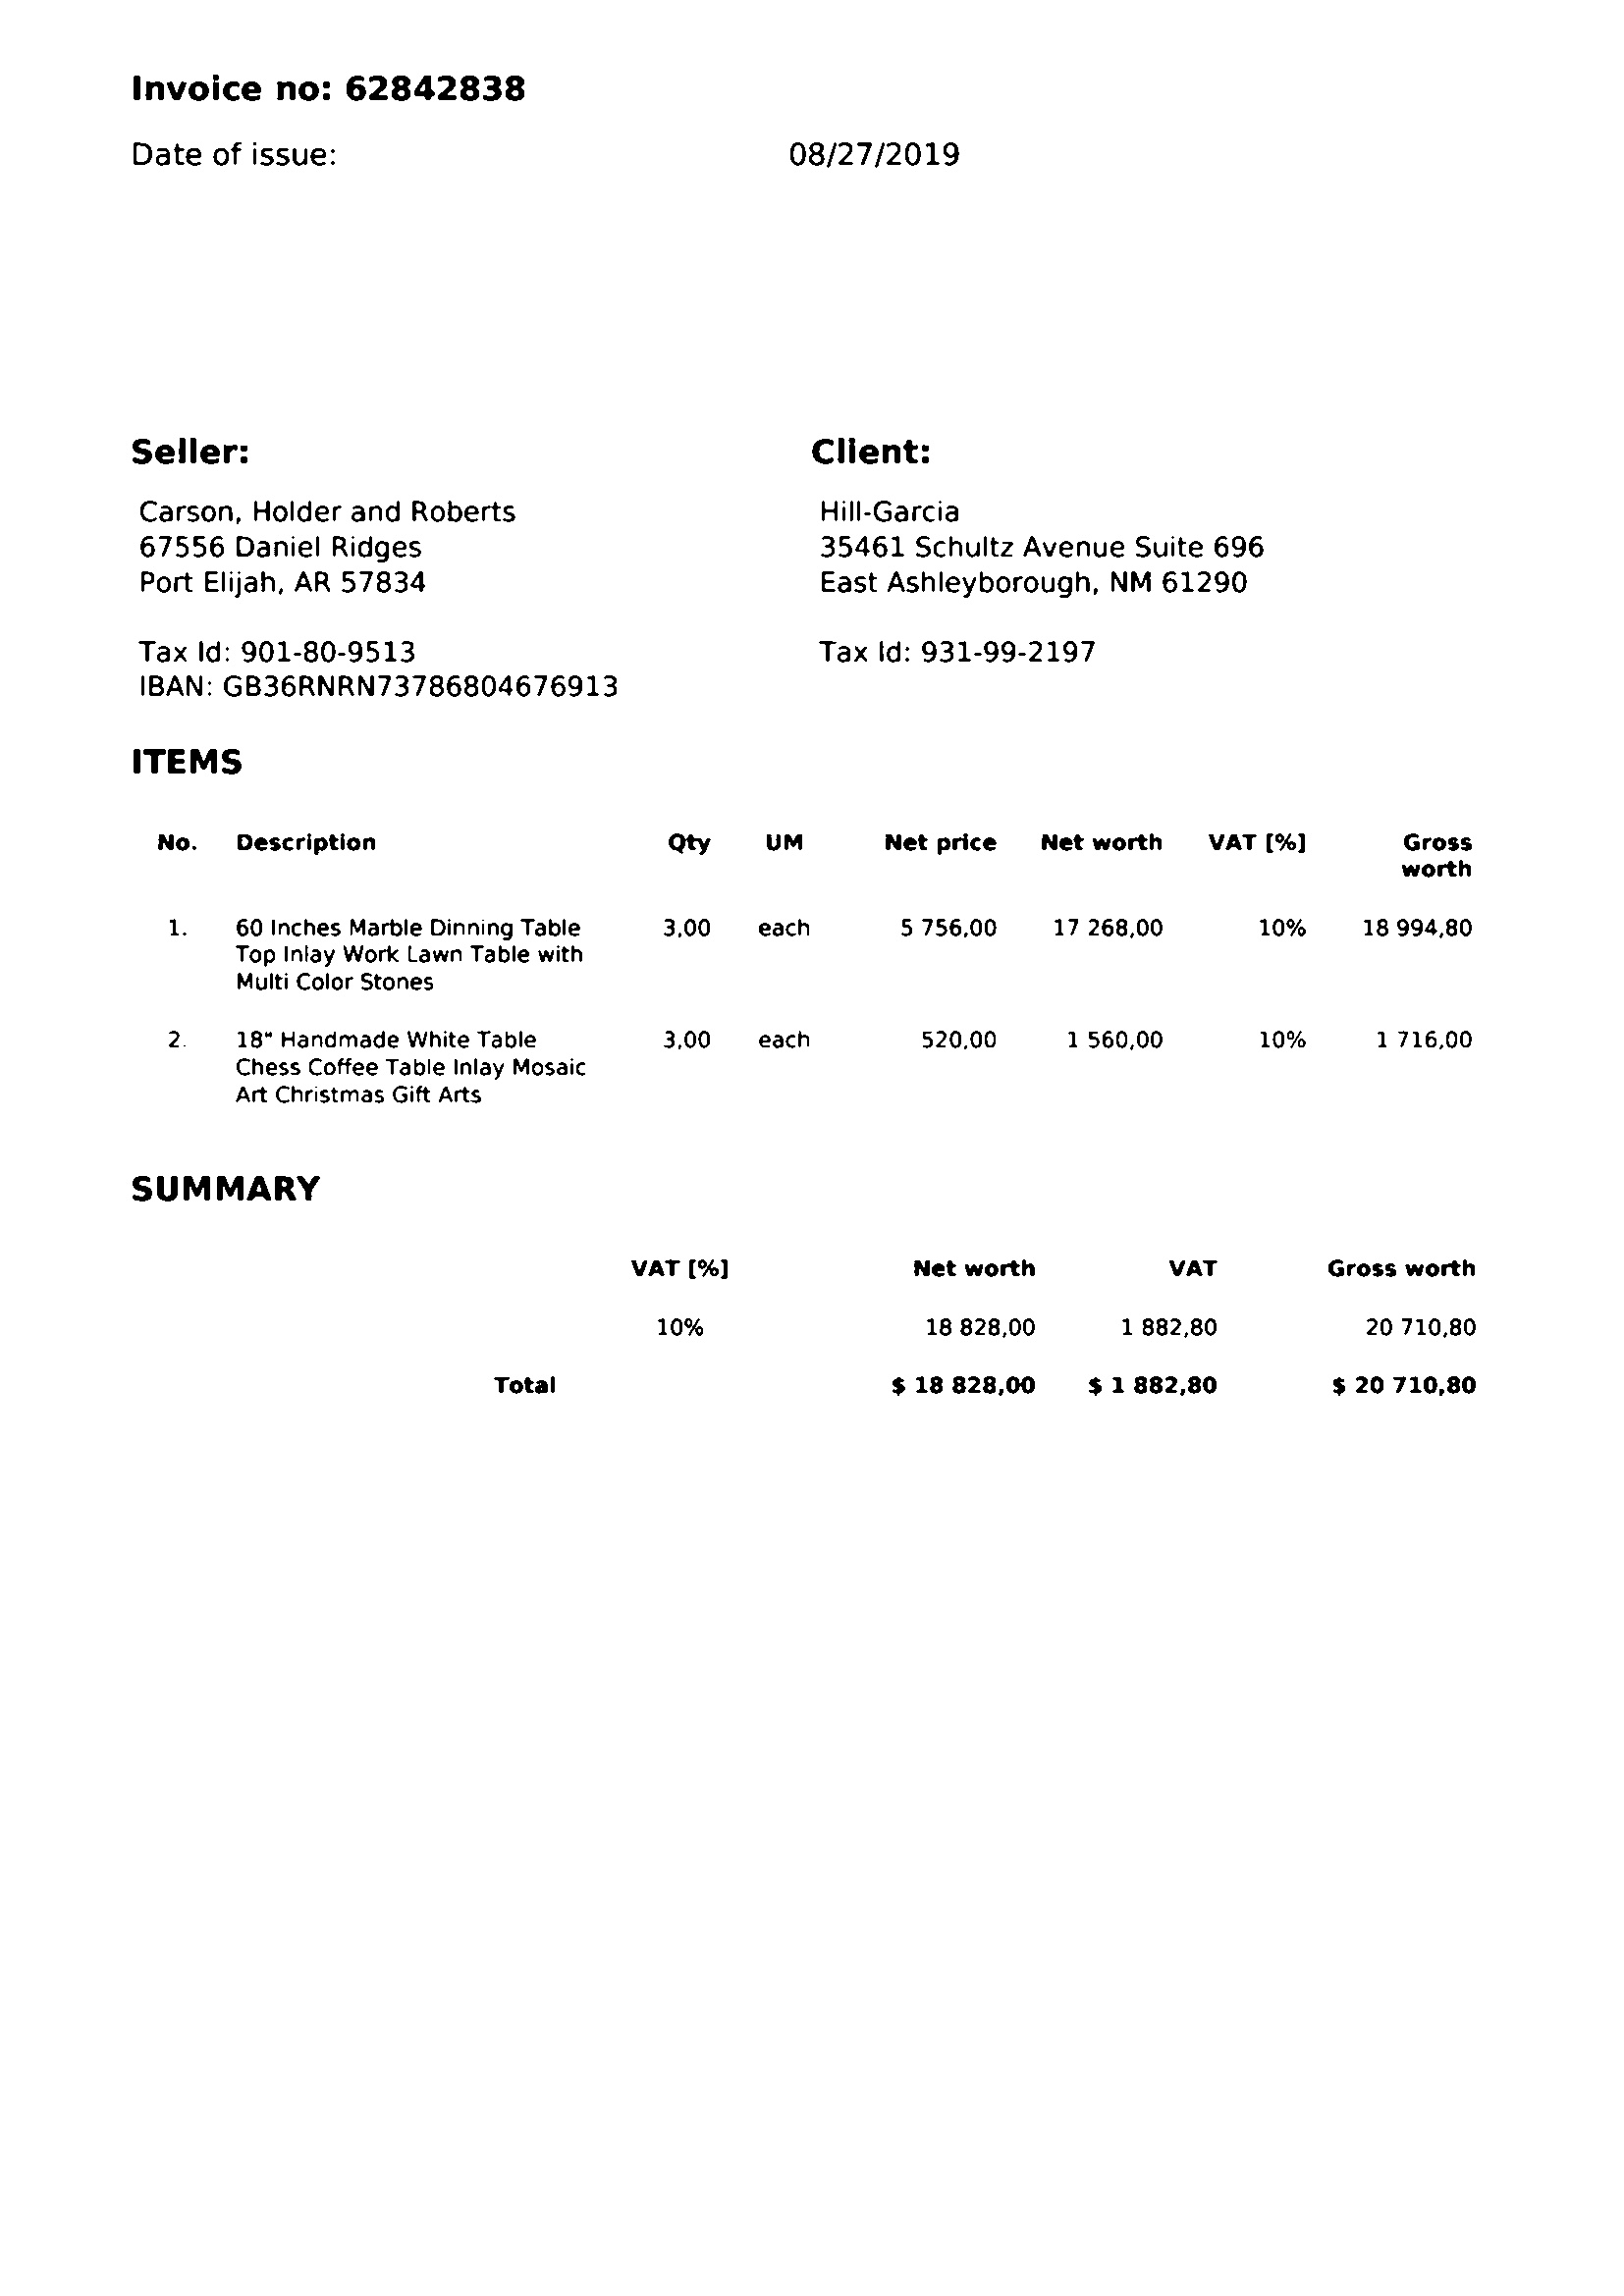 Invoice no: 62842838
Date of issue: 08/27/2019
Seller: Client:
Carson, Holder and Roberts Hill-Garcia
67556 Daniel Ridges 35461 Schultz Avenue Suite 696
Port Elijah, AR 57834 East Ashleyborough, NM 61290
Tax Id: 901-80-9513 Tax Id: 931-99-2197
IBAN: GB36RNRN73786804676913
ITEMS
No. Description Qty UM Net price Net worth VAT [%] Gross
worth
1. 60 Inches Marble Dinning Table 3,00 each 5 756,00 17 268,00 10% 18 994,80
Top Inlay Work Lawn Table with
Multi Color Stones
2. 18" Handmade White Table 3,00 each 520,00 1 560,00 10% 1 716,00
Chess Coffee Table Inlay Mosaic
Art Christmas Gift Arts
SUMMARY
VAT [%] Net worth VAT Gross worth
10% 18 828,00 1 882,80 20 710,80
Total $ 18 828,00 $ 1 882,80 $ 20 710,80